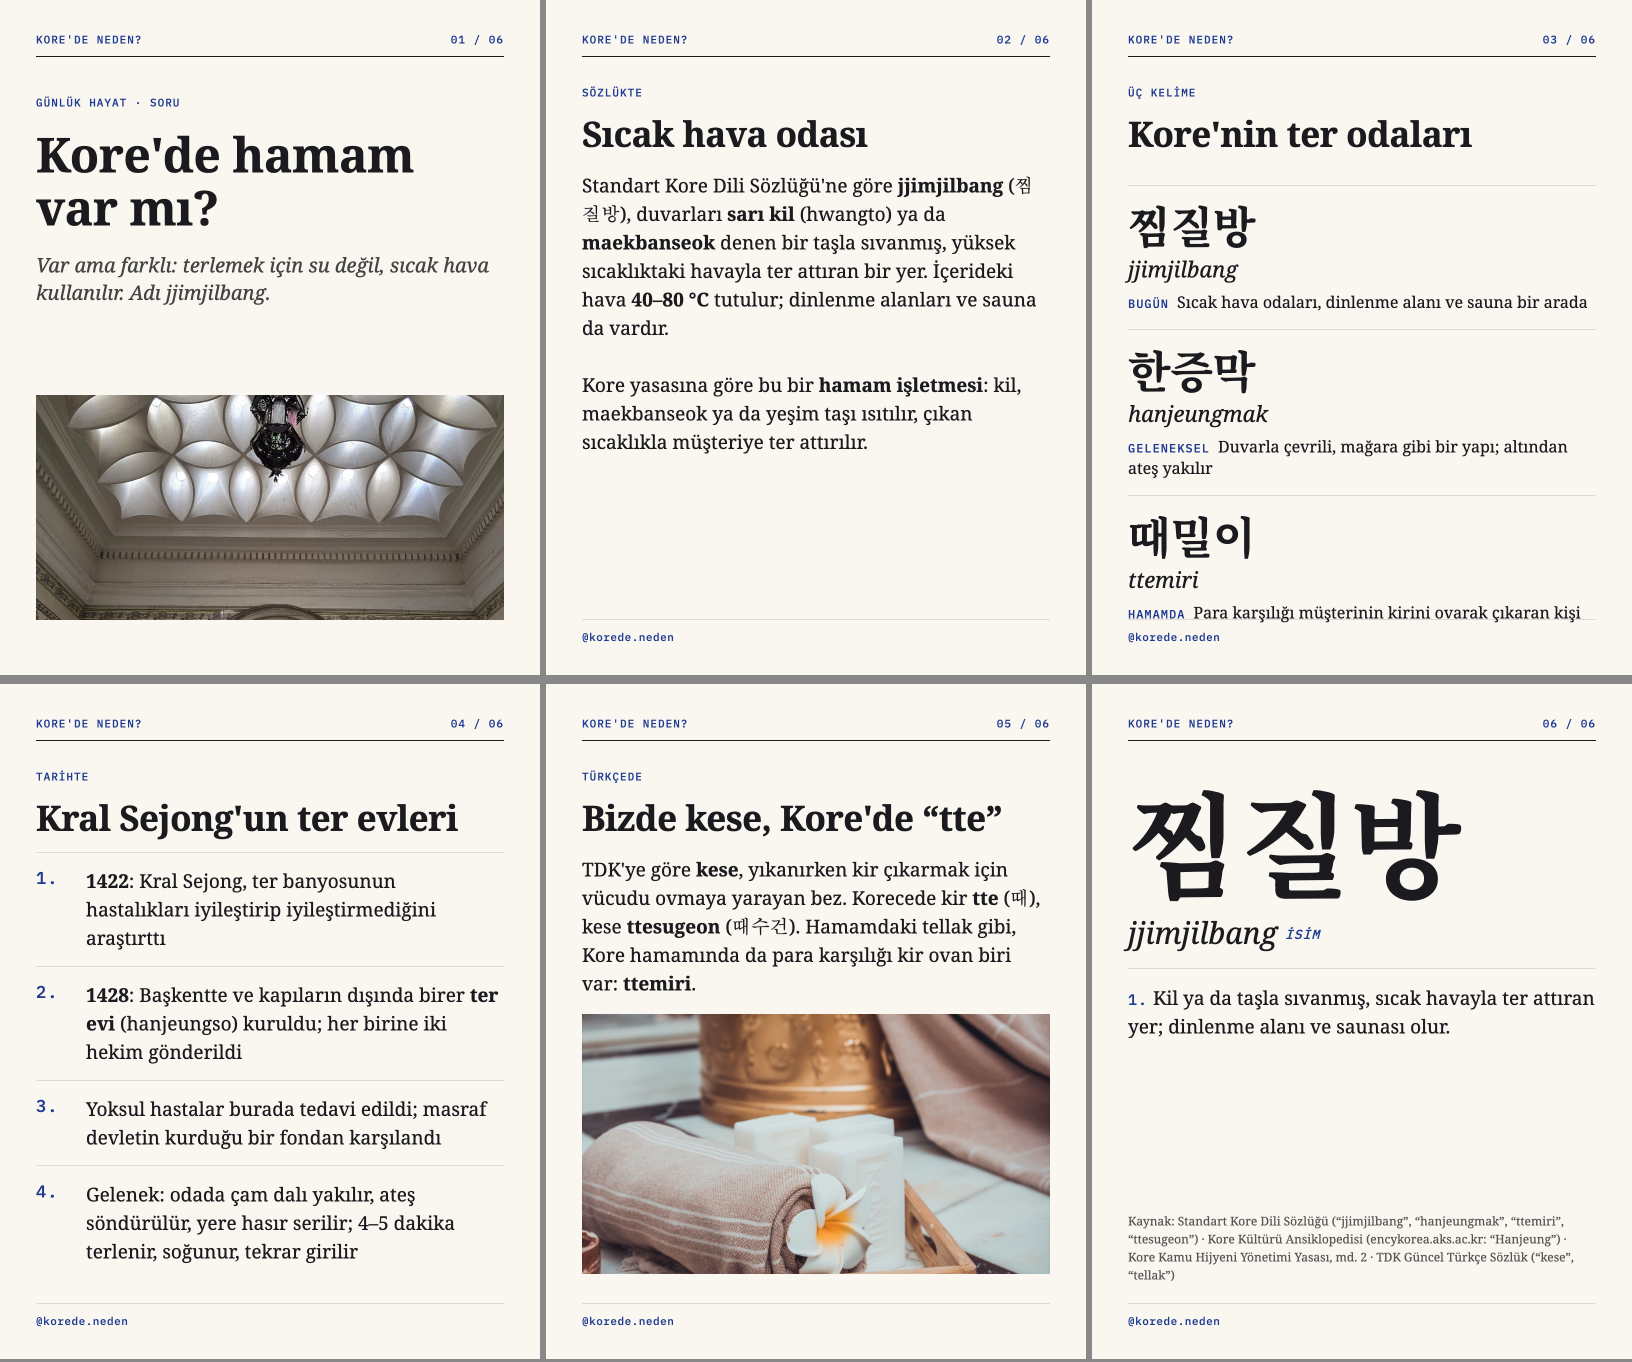 KORE'DE NEDEN?
01 / 06
GÜNLÜK HAYAT · SORU
Kore'de hamam
var mı?
Var ama farklı: terlemek için su değil, sıcak hava
kullanılır. Adı jjimjilbang.
KORE'DE NEDEN?
02 / 06
SÖZLÜKTE
Sıcak hava odası
Standart Kore Dili Sözlüğü'ne göre jjimjilbang (찜
질방), duvarları sarı kil (hwangto) ya da
maekbanseok denen bir taşla sıvanmış, yüksek
sıcaklıktaki havayla ter attıran bir yer. İçerideki
hava 40–80 °C tutulur; dinlenme alanları ve sauna
da vardır.
Kore yasasına göre bu bir hamam işletmesi: kil,
maekbanseok ya da yeşim taşı ısıtılır, çıkan
sıcaklıkla müşteriye ter attırılır.
@korede.neden
KORE'DE NEDEN?
03 / 06
ÜÇ KELİME
Kore'nin ter odaları
찜질방
jjimjilbang
BUGÜN Sıcak hava odaları, dinlenme alanı ve sauna bir arada
한증막
hanjeungmak
GELENEKSEL Duvarla çevrili, mağara gibi bir yapı; altından
ateş yakılır
때밀이
ttemiri
HAMAMDA Para karşılığı müşterinin kirini ovarak çıkaran kişi
@korede.neden
KORE'DE NEDEN?
04 / 06
TARİHTE
Kral Sejong'un ter evleri
1. 1422: Kral Sejong, ter banyosunun
hastalıkları iyileştirip iyileştirmediğini
araştırttı
2. 1428: Başkentte ve kapıların dışında birer ter
evi (hanjeungso) kuruldu; her birine iki
hekim gönderildi
3. Yoksul hastalar burada tedavi edildi; masraf
devletin kurduğu bir fondan karşılandı
4. Gelenek: odada çam dalı yakılır, ateş
söndürülür, yere hasır serilir; 4–5 dakika
terlenir, soğunur, tekrar girilir
@korede.neden
KORE'DE NEDEN?
05 / 06
TÜRKÇEDE
Bizde kese, Kore'de “tte”
TDK'ye göre kese, yıkanırken kir çıkarmak için
vücudu ovmaya yarayan bez. Korecede kir tte (때),
kese ttesugeon (때수건). Hamamdaki tellak gibi,
Kore hamamında da para karşılığı kir ovan biri
var: ttemiri.
@korede.neden
KORE'DE NEDEN?
06 / 06
찜질방
jjimjilbang İSİM
1. Kil ya da taşla sıvanmış, sıcak havayla ter attıran
yer; dinlenme alanı ve saunası olur.
Kaynak: Standart Kore Dili Sözlüğü (“jjimjilbang”, “hanjeungmak”, “ttemiri”,
“ttesugeon”) · Kore Kültürü Ansiklopedisi (encykorea.aks.ac.kr: “Hanjeung”) ·
Kore Kamu Hijyeni Yönetimi Yasası, md. 2 · TDK Güncel Türkçe Sözlük (“kese”,
“tellak”)
@korede.neden